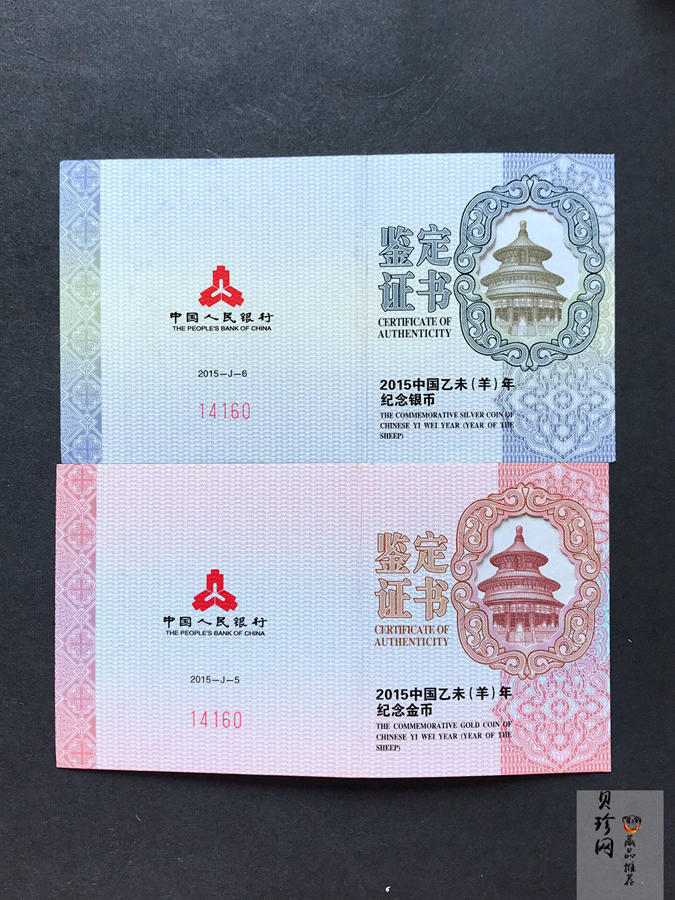 中国人民银行
THE PEOPLE'S BANK OF CHINA
2015－J－6
14160
鉴定
证书
CERTIFICATE OF
AUTHENTICITY
2015中国乙未（羊）年
纪念银币
THE COMMEMORATIVE SILVER COIN OF
CHINESE YI WEI YEAR (YEAR OF THE
SHEEP)
中国人民银行
THE PEOPLE'S BANK OF CHINA
2015－J－5
14160
鉴定
证书
CERTIFICATE OF
AUTHENTICITY
2015中国乙未（羊）年
纪念金币
THE COMMEMORATIVE GOLD COIN OF
CHINESE YI WEI YEAR (YEAR OF THE
SHEEP)
贝珍网
藏品推荐